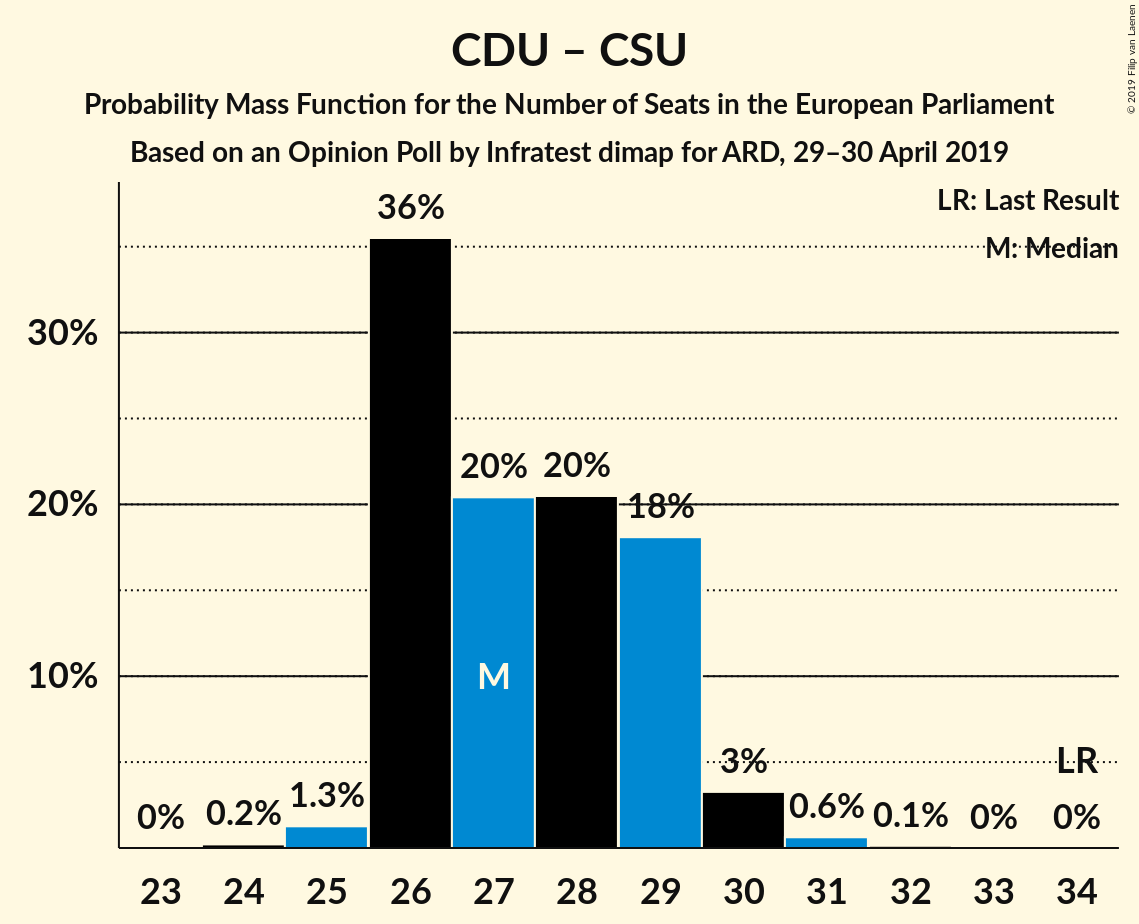 CDU – CSU
Probability Mass Function for the Number of Seats in the European Parliament
Based on an Opinion Poll by Infratest dimap for ARD, 29–30 April 2019
© 2019 Filip van Laenen
LR: Last Result
M: Median
36%
30%
20%
20%
18%
20%
10%
M
3%
LR
0%
0.2%
1.3%
0.6%
0.1%
0%
0%
23 24 25 26 27 28 29 30 31 32 33 34